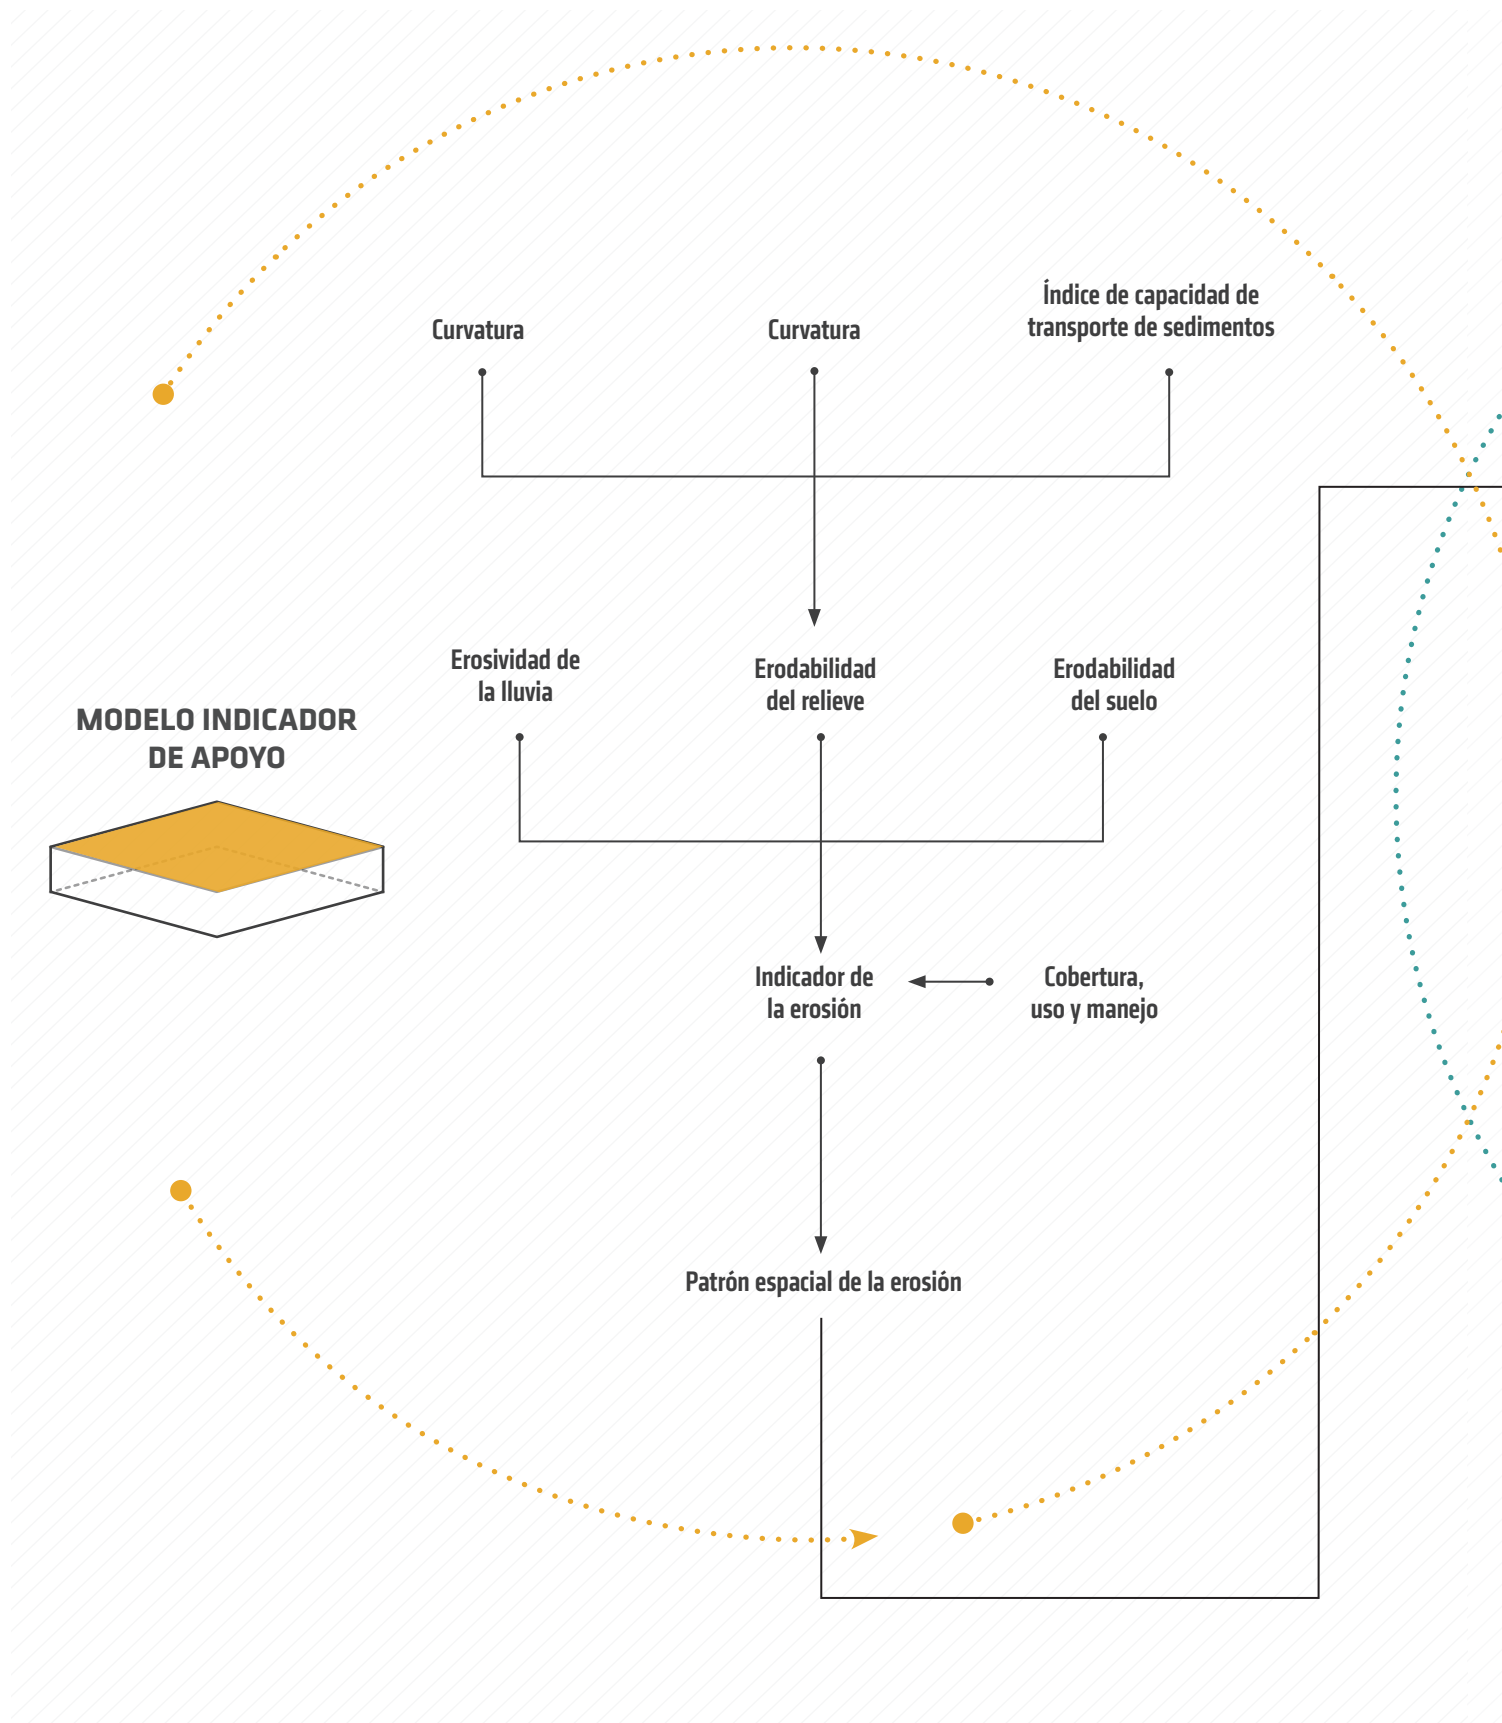 Curvatura
Curvatura
Índice de capacidad de
transporte de sedimentos
Erosividad de
la lluvia
Erodabilidad
del relieve
Erodabilidad
del suelo
MODELO INDICADOR
DE APOYO
Indicador de
la erosión
Cobertura,
uso y manejo
Patrón espacial de la erosión